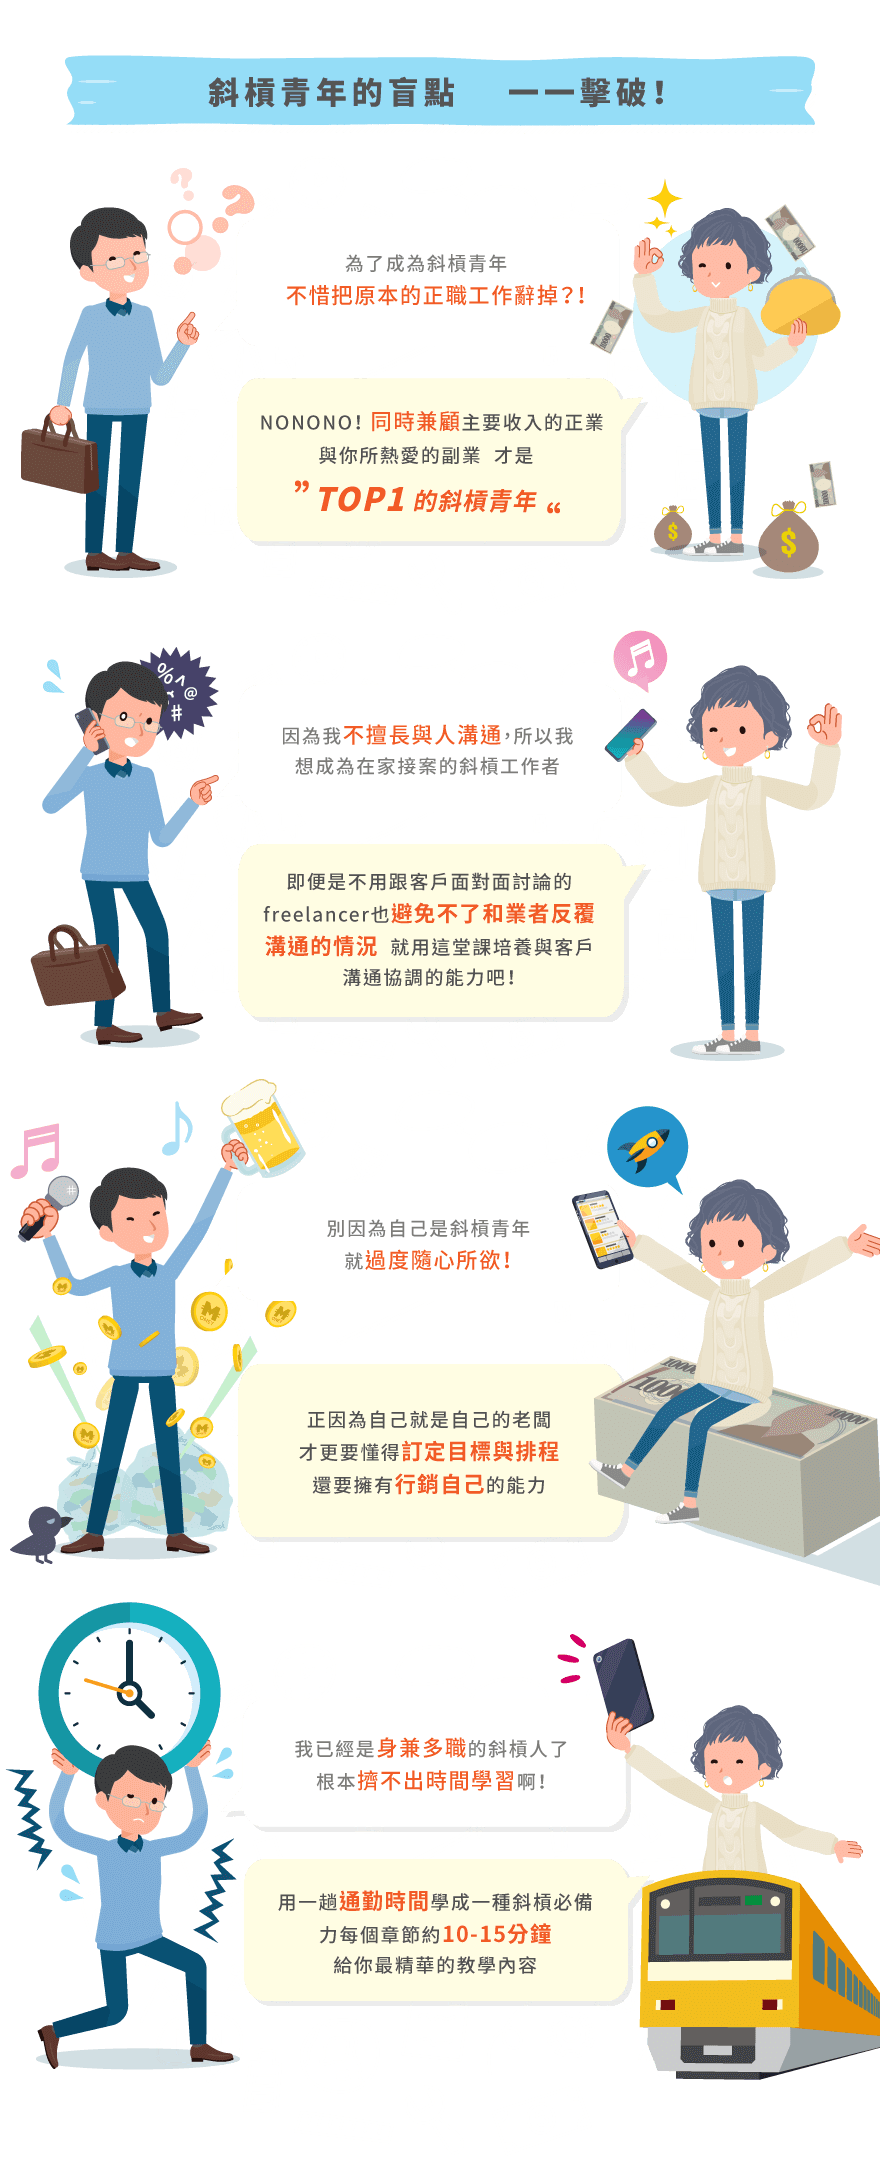 斜槓青年的盲點 一一擊破！
為了成為斜槓青年
不惜把原本的正職工作辭掉？！
NONONO！同時兼顧主要收入的正業
與你所熱愛的副業 才是
”TOP1 的斜槓青年“
$
$
%^@
#
因為我不擅長與人溝通，所以我
想成為在家接案的斜槓工作者
即便是不用跟客戶面對面討論的
freelancer也避免不了和業者反覆
溝通的情況 就用這堂課培養與客戶
溝通協調的能力吧！
別因為自己是斜槓青年
就過度隨心所欲！
正因為自己就是自己的老闆
才更要懂得訂定目標與排程
還要擁有行銷自己的能力
10000
我已經是身兼多職的斜槓人了
根本擠不出時間學習啊！
用一趟通勤時間學成一種斜槓必備
力每個章節約10-15分鐘
給你最精華的教學內容